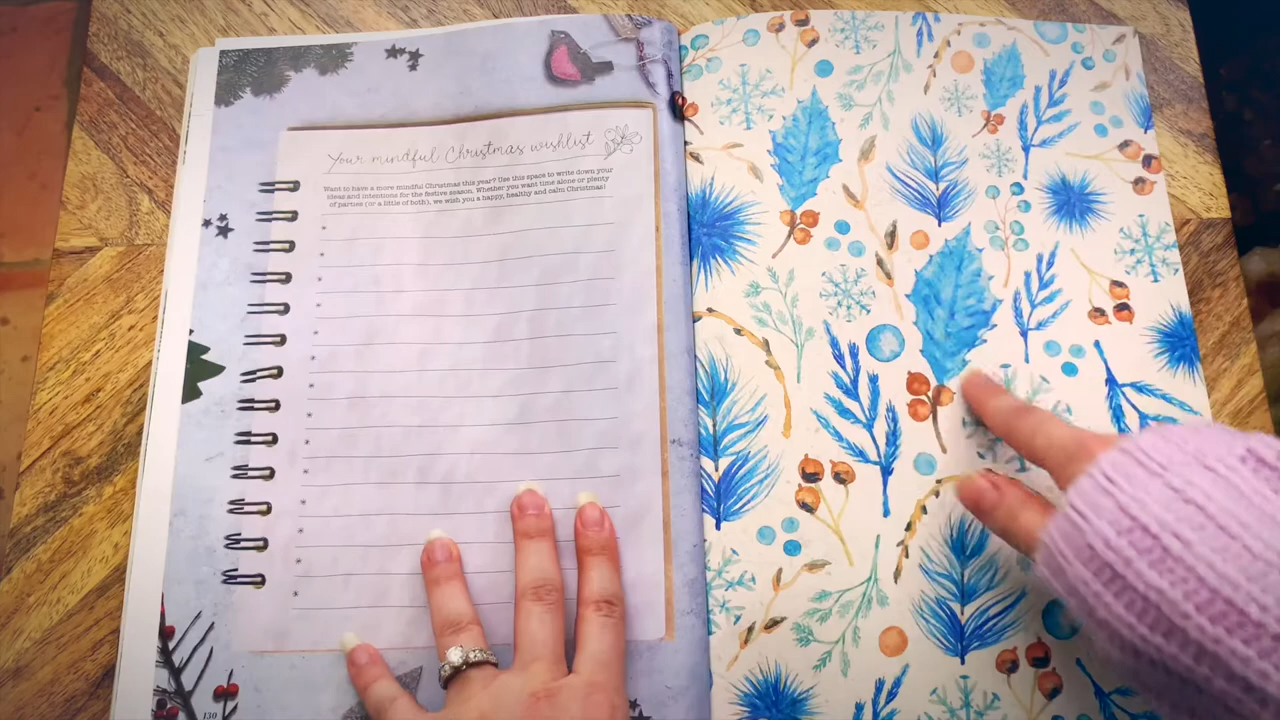 Your mindful Christmas wishlist
Want to have a more mindful Christmas this year? Use this space to write down your
ideas and intentions for the festive season. Whether you want time alone or plenty
of parties (or a little of both), we wish you a happy, healthy and calm Christmas!
130